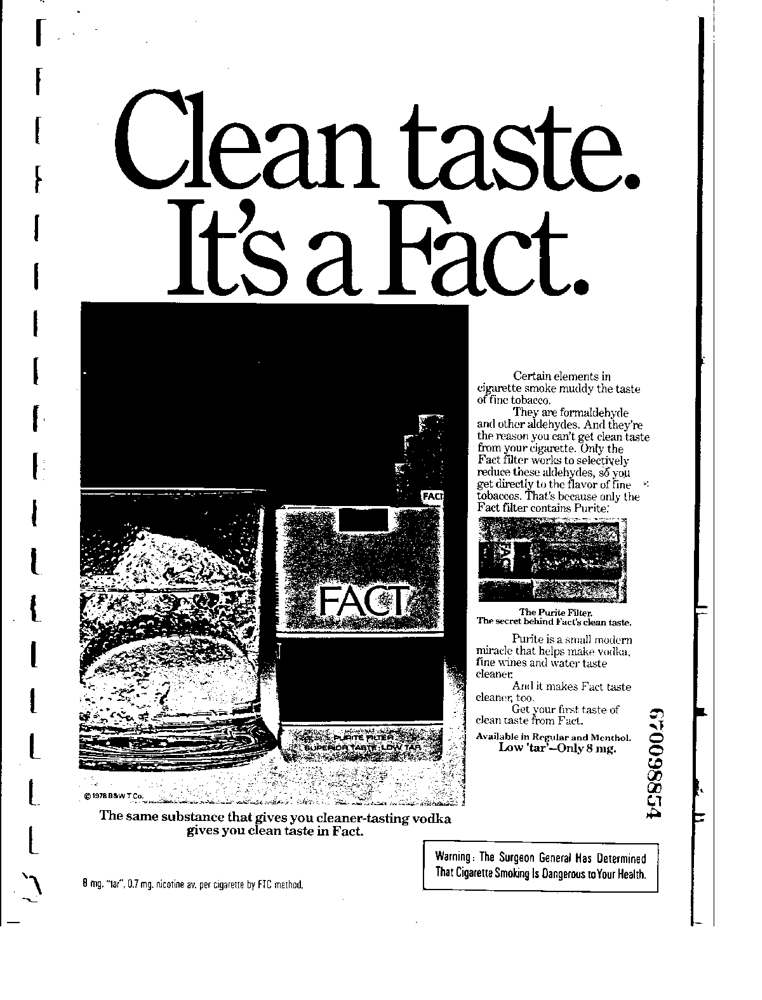 Clean taste.
It's a Fact.
Certain elements in
cigarette smoke muddy the taste
of fine tobacco.
They are formaldehyde
and other aldehydes. And they're
the reason you can't get clean taste
from your cigarette. Only the
Fact filter works to selectively
reduce these aldehydes, so you
get directly to the flavor of fine
tobaccos. That's because only the
Fact filter contains Purite.
FACT
FACT
PURITE FILTER
SUPERIOR TASTE · LOW TAR
© 1978 B&W T Co.
The Purite Filter.
The secret behind Fact's clean taste.
Purite is a small modern
miracle that helps make vodka,
fine wines and water taste
cleaner.
And it makes Fact taste
cleaner, too.
Get your first taste of
clean taste from Fact.
Available in Regular and Menthol.
Low 'tar'—Only 8 mg.
670098854
The same substance that gives you cleaner-tasting vodka
gives you clean taste in Fact.
Warning: The Surgeon General Has Determined
That Cigarette Smoking Is Dangerous to Your Health.
8 mg. "tar", 0.7 mg. nicotine av. per cigarette by FTC method.